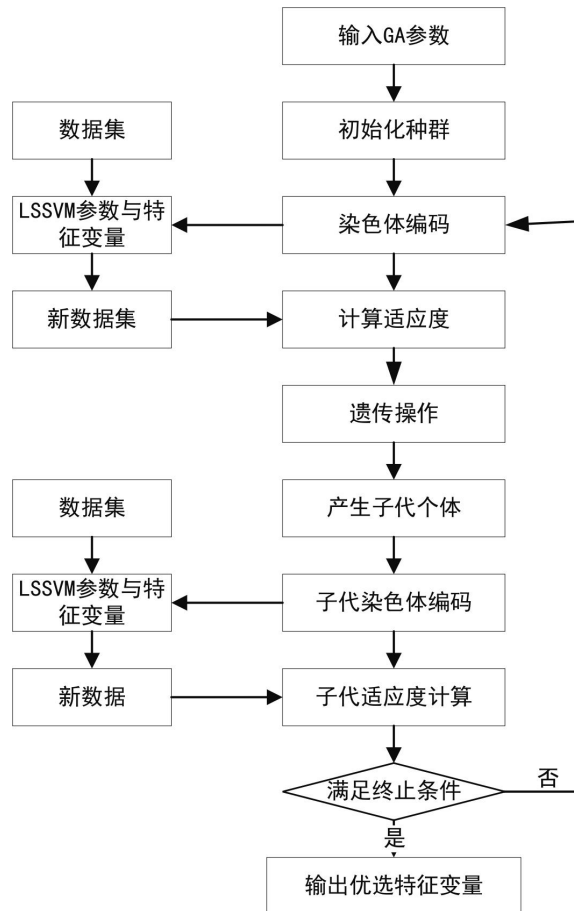 输入GA参数
数据集
初始化种群
LSSVM参数与特
征变量
染色体编码
新数据集
计算适应度
遗传操作
数据集
产生子代个体
LSSVM参数与特
征变量
子代染色体编码
新数据
子代适应度计算
满足终止条件
否
是
输出优选特征变量